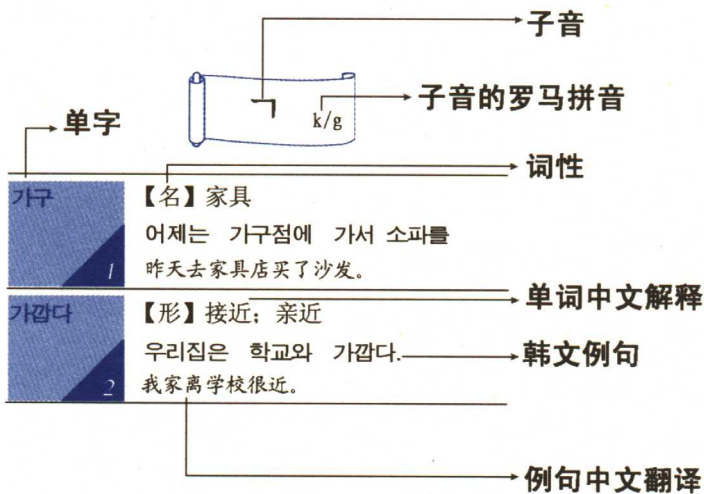 子音
ㄱ
k/g
子音的罗马拼音
单字
词性
가구
【名】家具
어제는 가구점에 가서 소파를
昨天去家具店买了沙发。
1
单词中文解释
가깝다
【形】接近；亲近
우리집은 학교와 가깝다.
韩文例句
我家离学校很近。
2
例句中文翻译